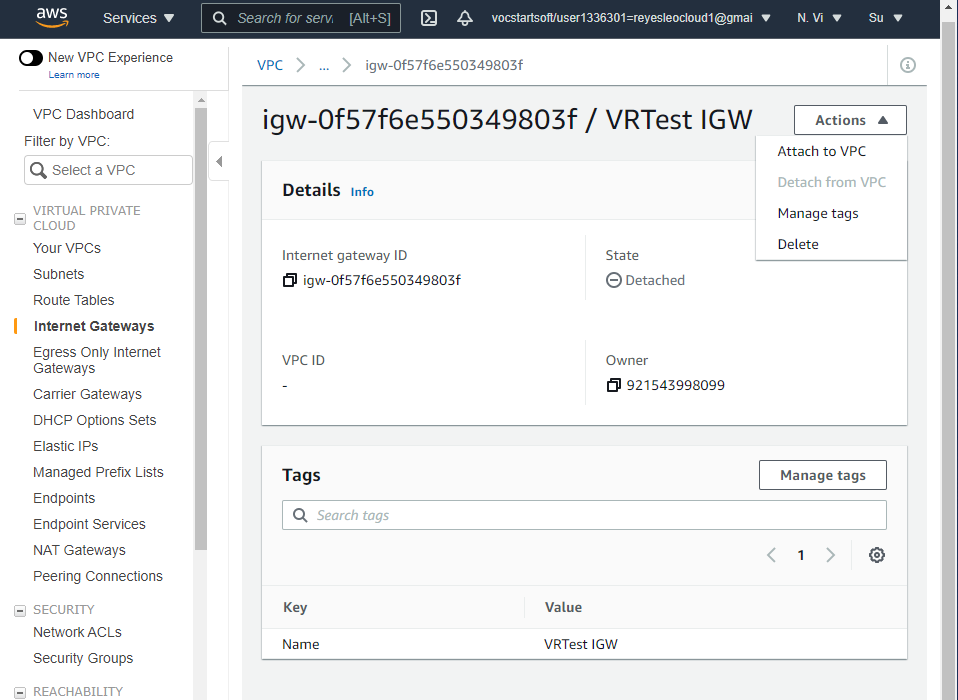 aws
Services
Search for serv
[Alt+S]
vocstartsoft/user1336301=reyesleocloud1@gmai
N. Vi
Su
New VPC Experience
Learn more
VPC Dashboard
Filter by VPC:
Select a VPC
VIRTUAL PRIVATE
CLOUD
Your VPCs
Subnets
Route Tables
Internet Gateways
Egress Only Internet
Gateways
Carrier Gateways
DHCP Options Sets
Elastic IPs
Managed Prefix Lists
Endpoints
Endpoint Services
NAT Gateways
Peering Connections
SECURITY
Network ACLs
Security Groups
REACHABILITY
VPC
...
igw-0f57f6e550349803f
igw-0f57f6e550349803f / VRTest IGW
Actions
Attach to VPC
Detach from VPC
Manage tags
Delete
Details
Info
Internet gateway ID
igw-0f57f6e550349803f
State
Detached
VPC ID
-
Owner
921543998099
Tags
Manage tags
Search tags
1
Key
Value
Name
VRTest IGW